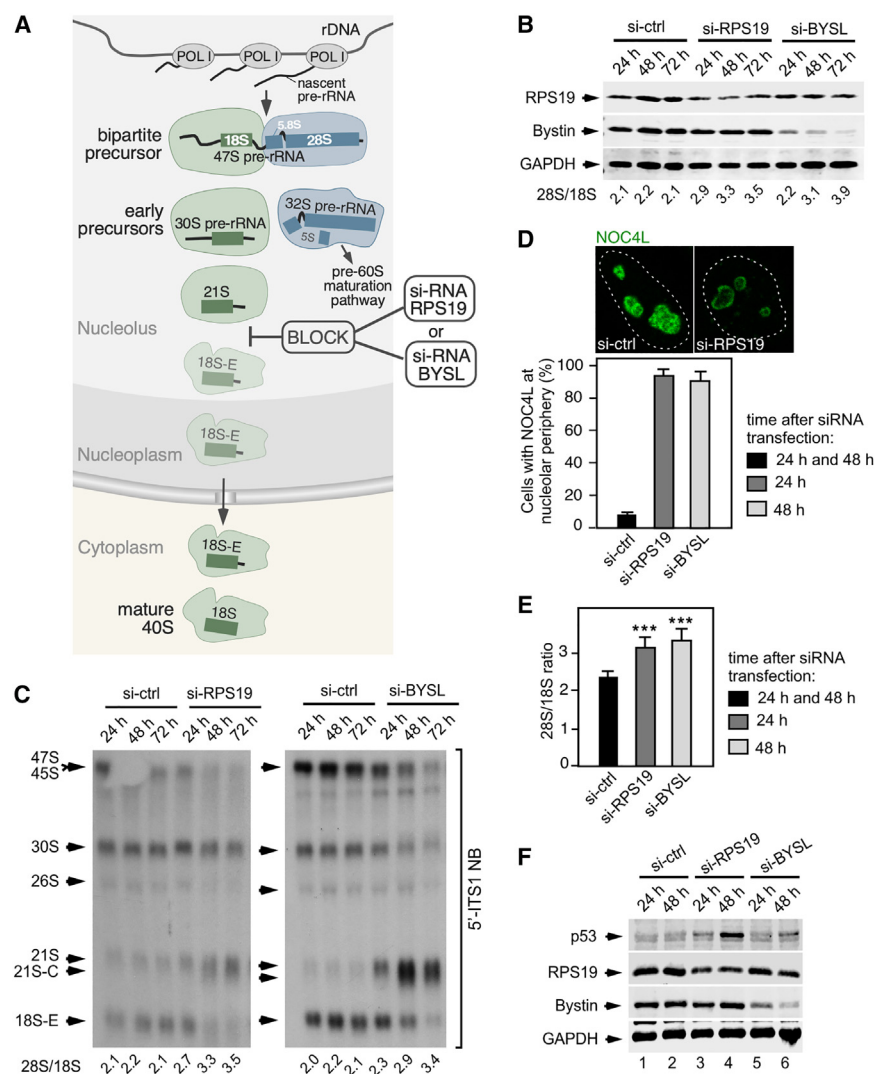 A
rDNA
POL I POL I POL I
nascent
pre-rRNA
bipartite
precursor
18S 5.8S 28S
47S pre-rRNA
early
precursors
30S pre-rRNA
32S pre-rRNA
5S
pre-60S
maturation
pathway
21S
Nucleolus
BLOCK
si-RNA
RPS19
or
si-RNA
BYSL
18S-E
Nucleoplasm
18S-E
Cytoplasm
18S-E
mature
40S
18S
B
si-ctrl si-RPS19 si-BYSL
24 h 48 h 72 h 24 h 48 h 72 h 24 h 48 h 72 h
RPS19
Bystin
GAPDH
28S/18S 2.1 2.2 2.1 2.9 3.3 3.5 2.2 3.1 3.9
C
si-ctrl si-RPS19 si-ctrl si-BYSL
24 h 48 h 72 h 24 h 48 h 72 h 24 h 48 h 72 h 24 h 48 h 72 h
47S
45S
30S
26S
21S
21S-C
18S-E
5'-ITS1 NB
28S/18S 2.1 2.2 2.1 2.7 3.3 3.5 2.0 2.2 2.1 2.3 2.9 3.4
D
NOC4L
si-ctrl si-RPS19
Cells with NOC4L at
nucleolar periphery (%)
100
80
60
40
20
0
si-ctrl
si-RPS19
si-BYSL
time after siRNA
transfection:
24 h and 48 h
24 h
48 h
E
28S/18S ratio
3
2
1
0
*** ***
si-ctrl
si-RPS19
si-BYSL
time after siRNA
transfection:
24 h and 48 h
24 h
48 h
F
si-ctrl si-RPS19 si-BYSL
24 h 48 h 24 h 48 h 24 h 48 h
p53
RPS19
Bystin
GAPDH
1 2 3 4 5 6